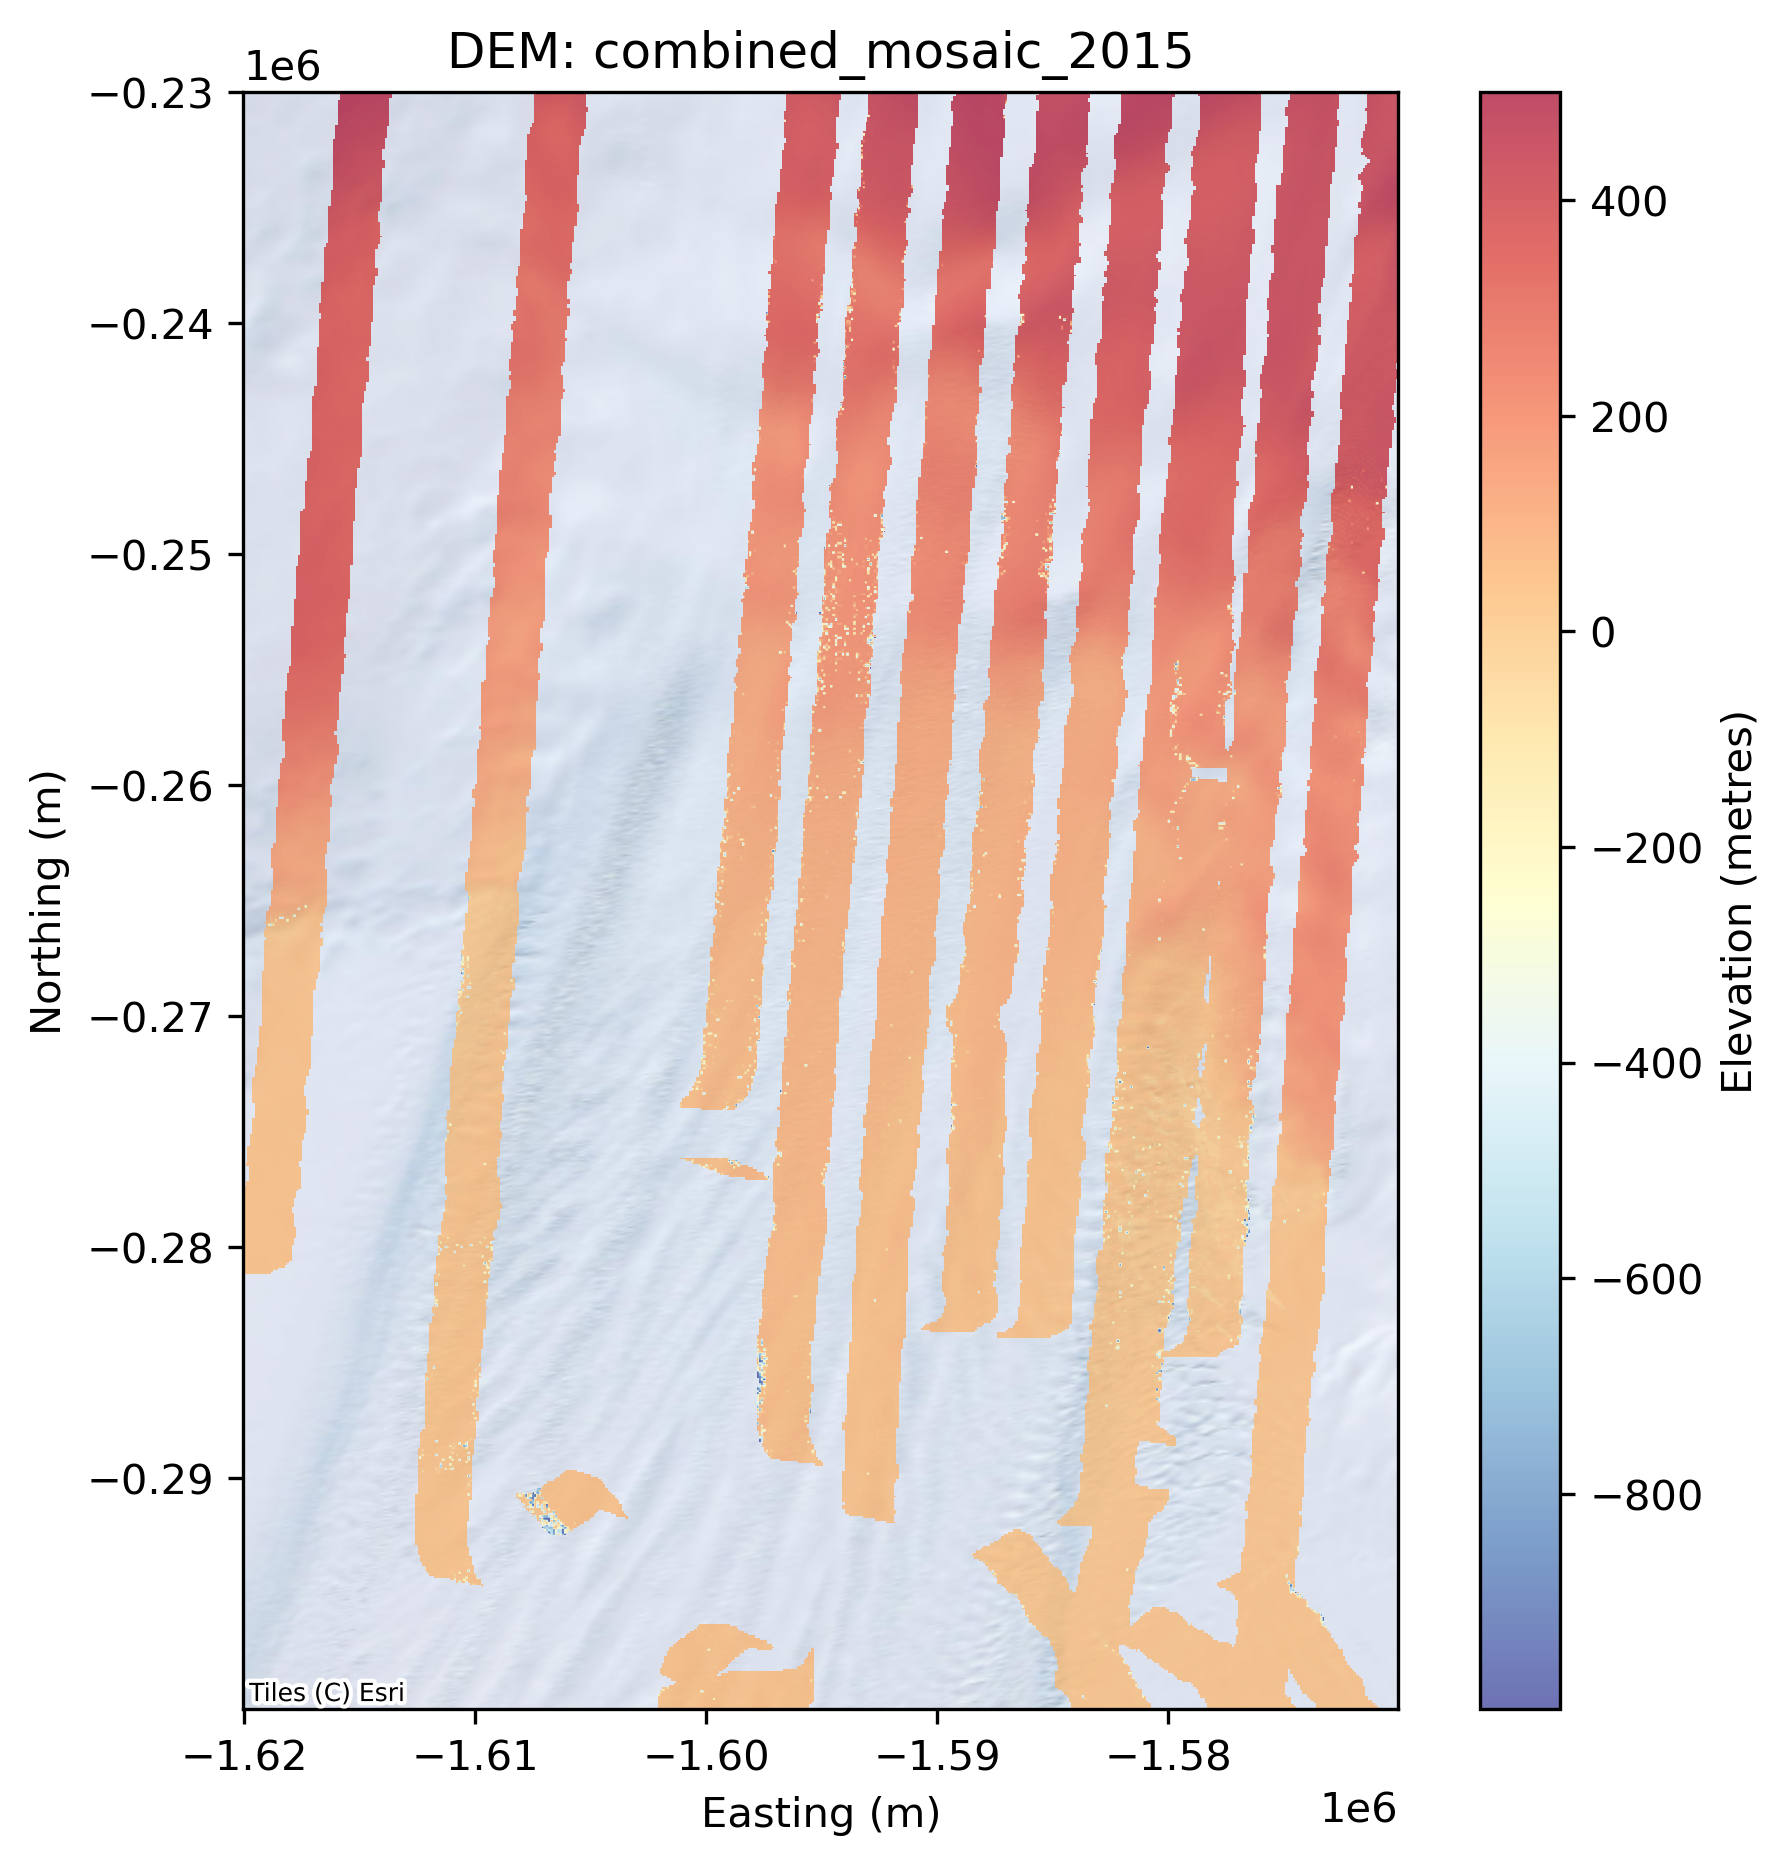 DEM: combined_mosaic_2015
1e6
−0.23
−0.24
−0.25
−0.26
−0.27
−0.28
−0.29
Northing (m)
Tiles (C) Esri
−1.62
−1.61
−1.60
−1.59
−1.58
1e6
Easting (m)
400
200
0
−200
−400
−600
−800
Elevation (metres)